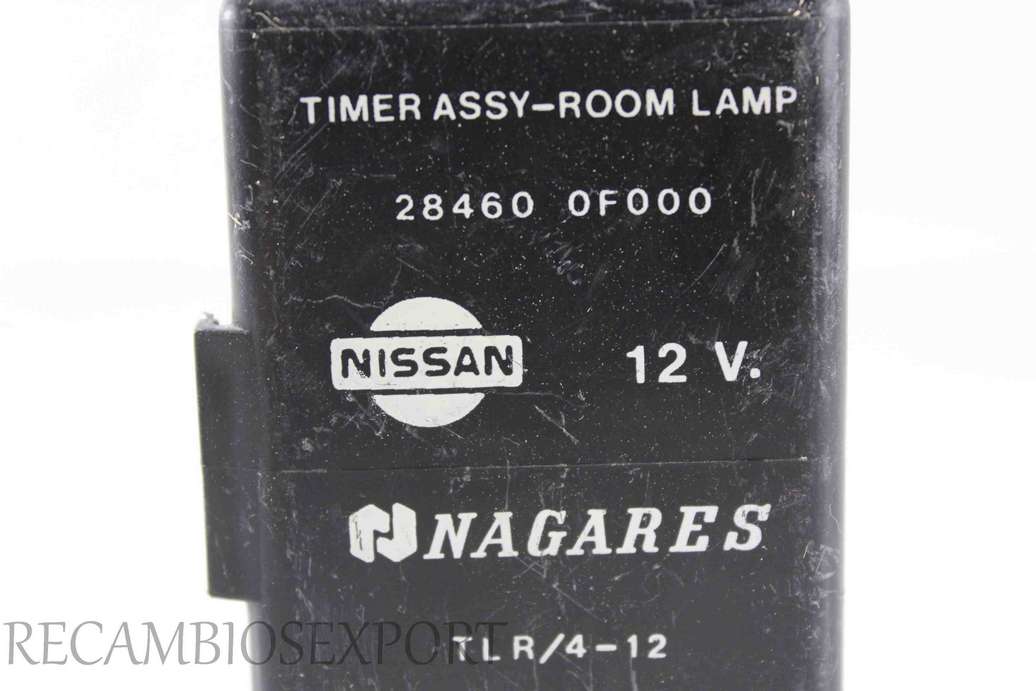 TIMER ASSY-ROOM LAMP
28460 0F000
NISSAN 12 V.
NAGARES
RECAMBIOSEXPORT
TLR/4-12